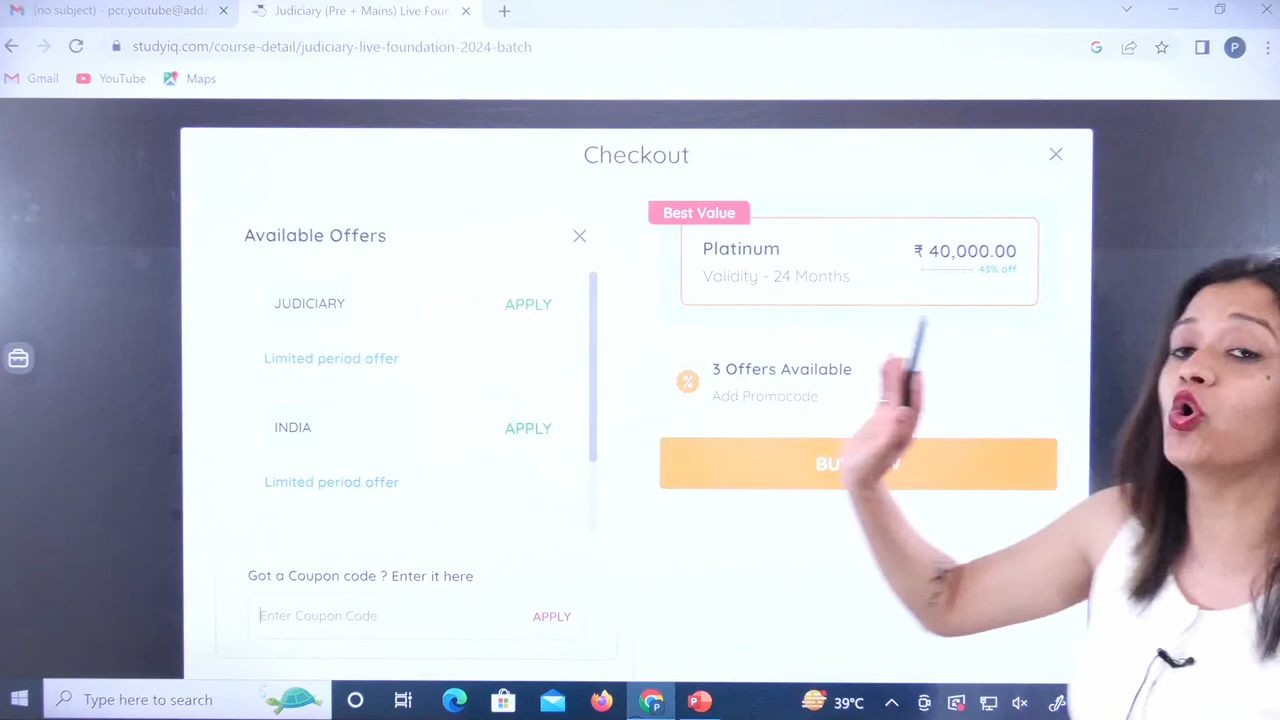 (no subject) - pcr.youtube@adda
Judiciary (Pre + Mains) Live Foun
studyiq.com/course-detail/judiciary-live-foundation-2024-batch
P
Gmail
YouTube
Maps
Checkout
Available Offers
JUDICIARY
APPLY
Limited period offer
INDIA
APPLY
Limited period offer
Got a Coupon code ? Enter it here
Enter Coupon Code
APPLY
Best Value
Platinum
₹ 40,000.00
Validity - 24 Months
43% off
3 Offers Available
Add Promocode
Type here to search
39°C